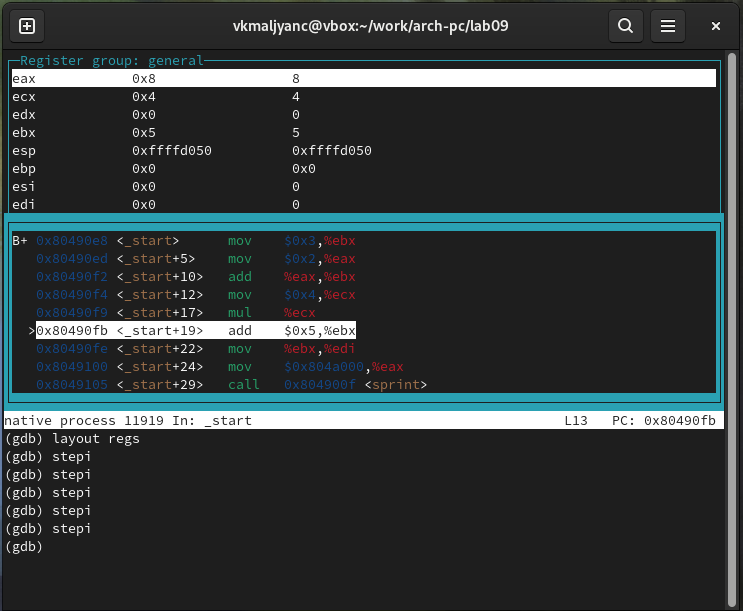 vkmaljyanc@vbox:~/work/arch-pc/lab09
Register group: general
eax 0x8 8
ecx 0x4 4
edx 0x0 0
ebx 0x5 5
esp 0xffffd050 0xffffd050
ebp 0x0 0x0
esi 0x0 0
edi 0x0 0
B+ 0x80490e8 <_start> mov $0x3,%ebx
0x80490ed <_start+5> mov $0x2,%eax
0x80490f2 <_start+10> add %eax,%ebx
0x80490f4 <_start+12> mov $0x4,%ecx
0x80490f9 <_start+17> mul %ecx
>0x80490fb <_start+19> add $0x5,%ebx
0x80490fe <_start+22> mov %ebx,%edi
0x8049100 <_start+24> mov $0x804a000,%eax
0x8049105 <_start+29> call 0x804900f <sprint>
native process 11919 In: _start L13 PC: 0x80490fb
(gdb) layout regs
(gdb) stepi
(gdb) stepi
(gdb) stepi
(gdb) stepi
(gdb) stepi
(gdb)